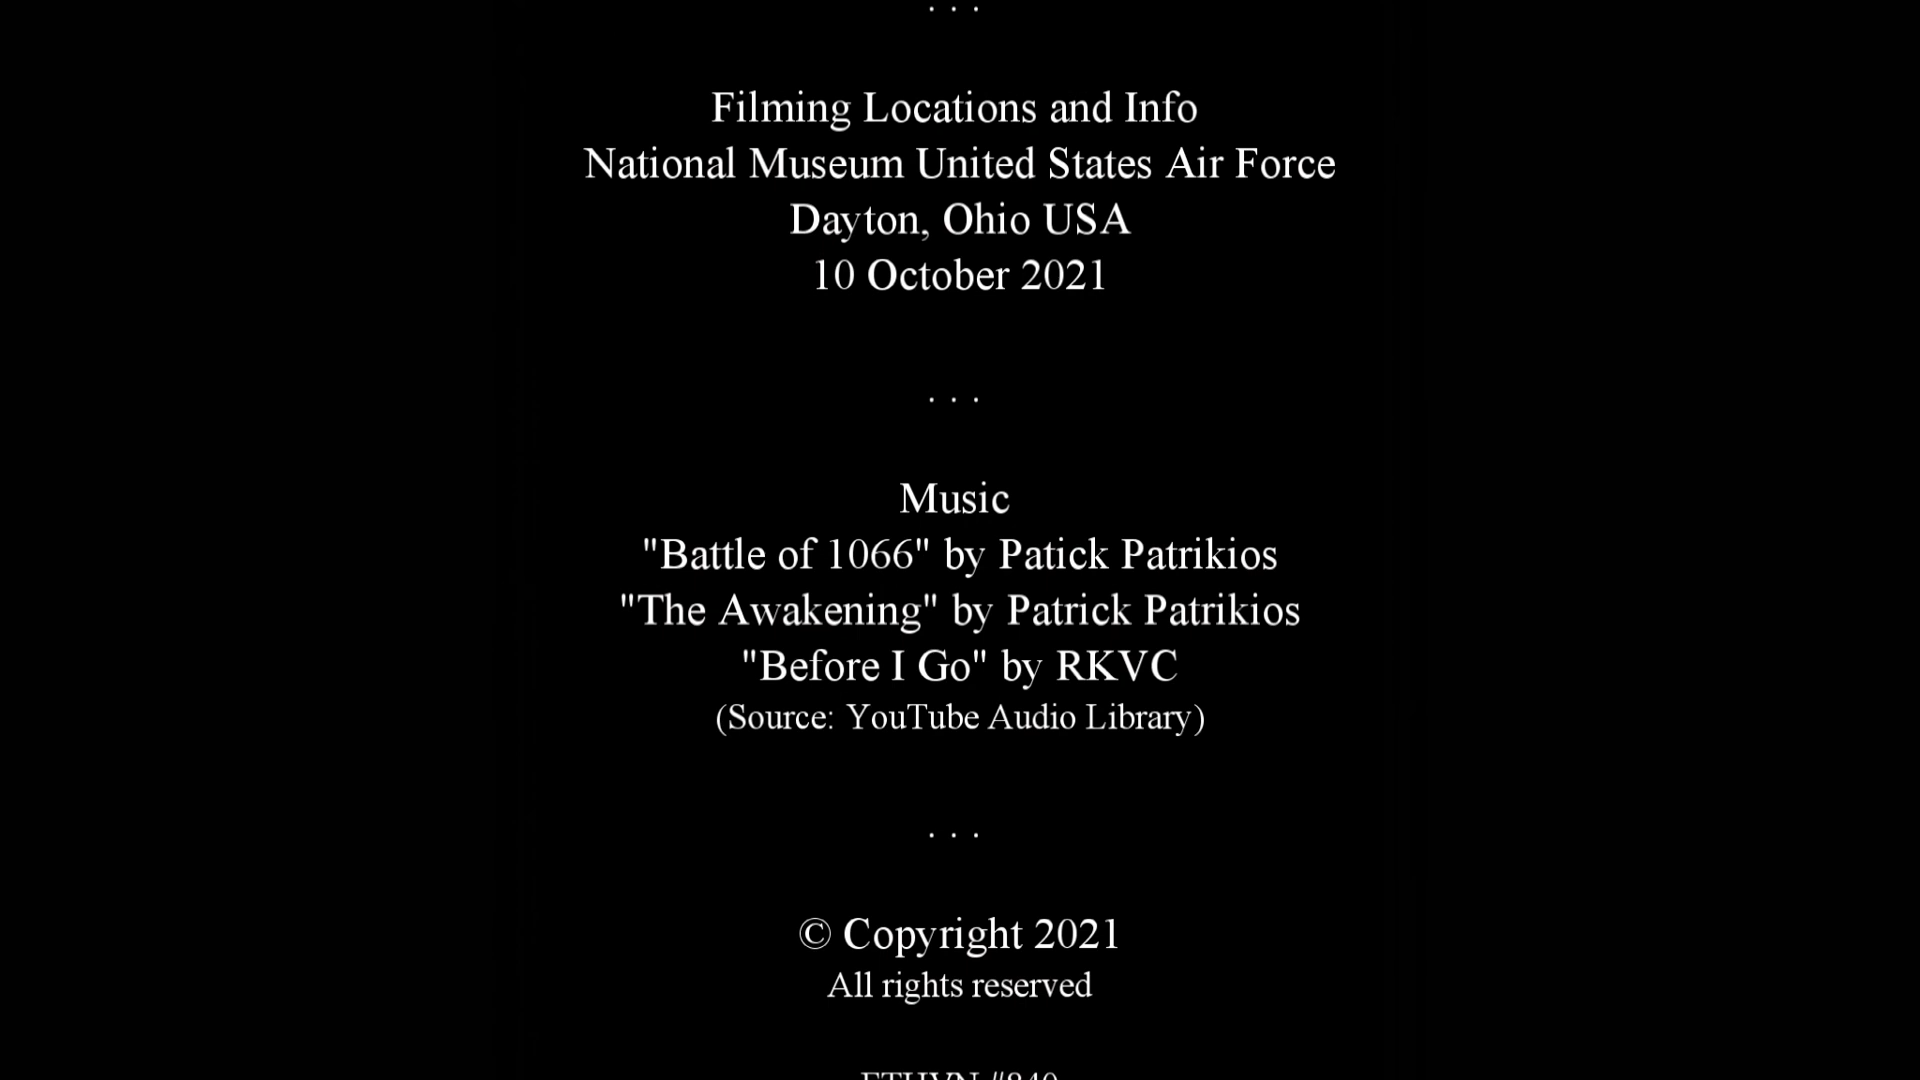 . . .
Filming Locations and Info
National Museum United States Air Force
Dayton, Ohio USA
10 October 2021
. . .
Music
"Battle of 1066" by Patick Patrikios
"The Awakening" by Patrick Patrikios
"Before I Go" by RKVC
(Source: YouTube Audio Library)
. . .
© Copyright 2021
All rights reserved